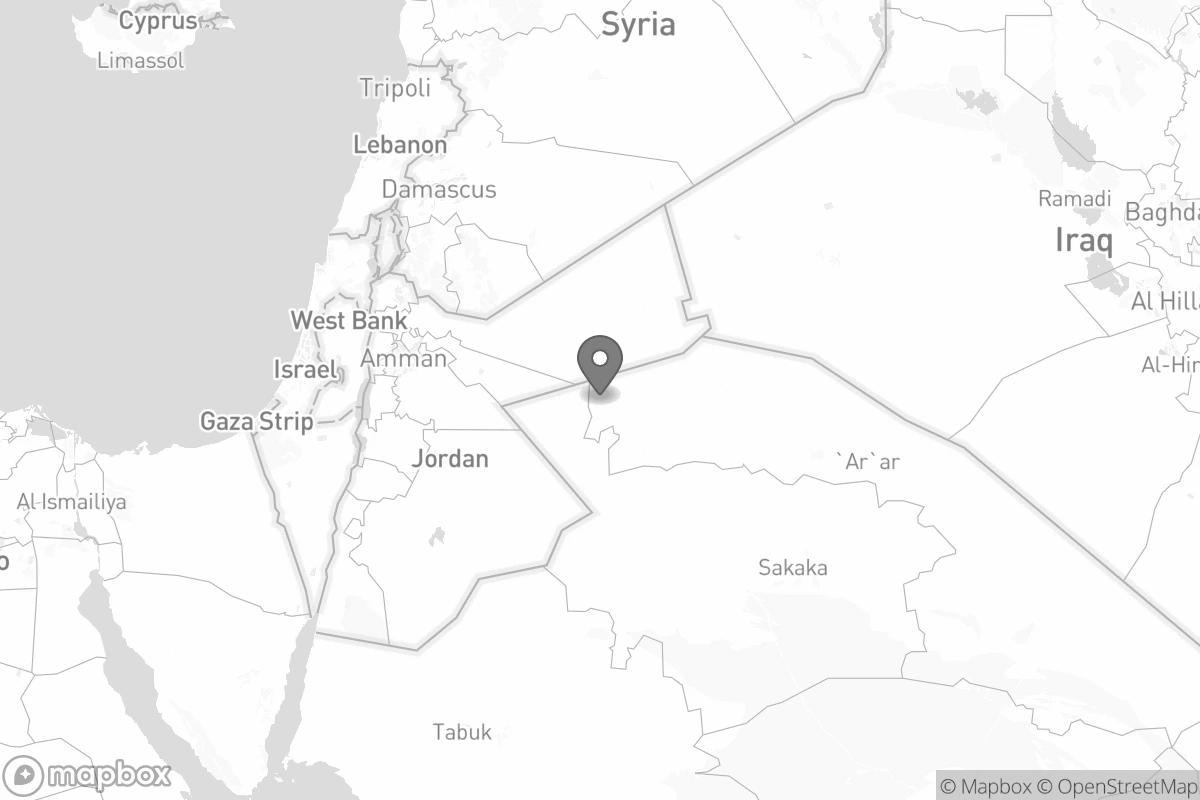 Cyprus
Syria
Limassol
Tripoli
Lebanon
Damascus
Ramadi
Baghda
Iraq
Al Hilla
West Bank
Amman
Al-Hin
Israel
Gaza Strip
Jordan
`Ar`ar
Al Ismailiya
o
Sakaka
Tabuk
mapbox
© Mapbox © OpenStreetMap